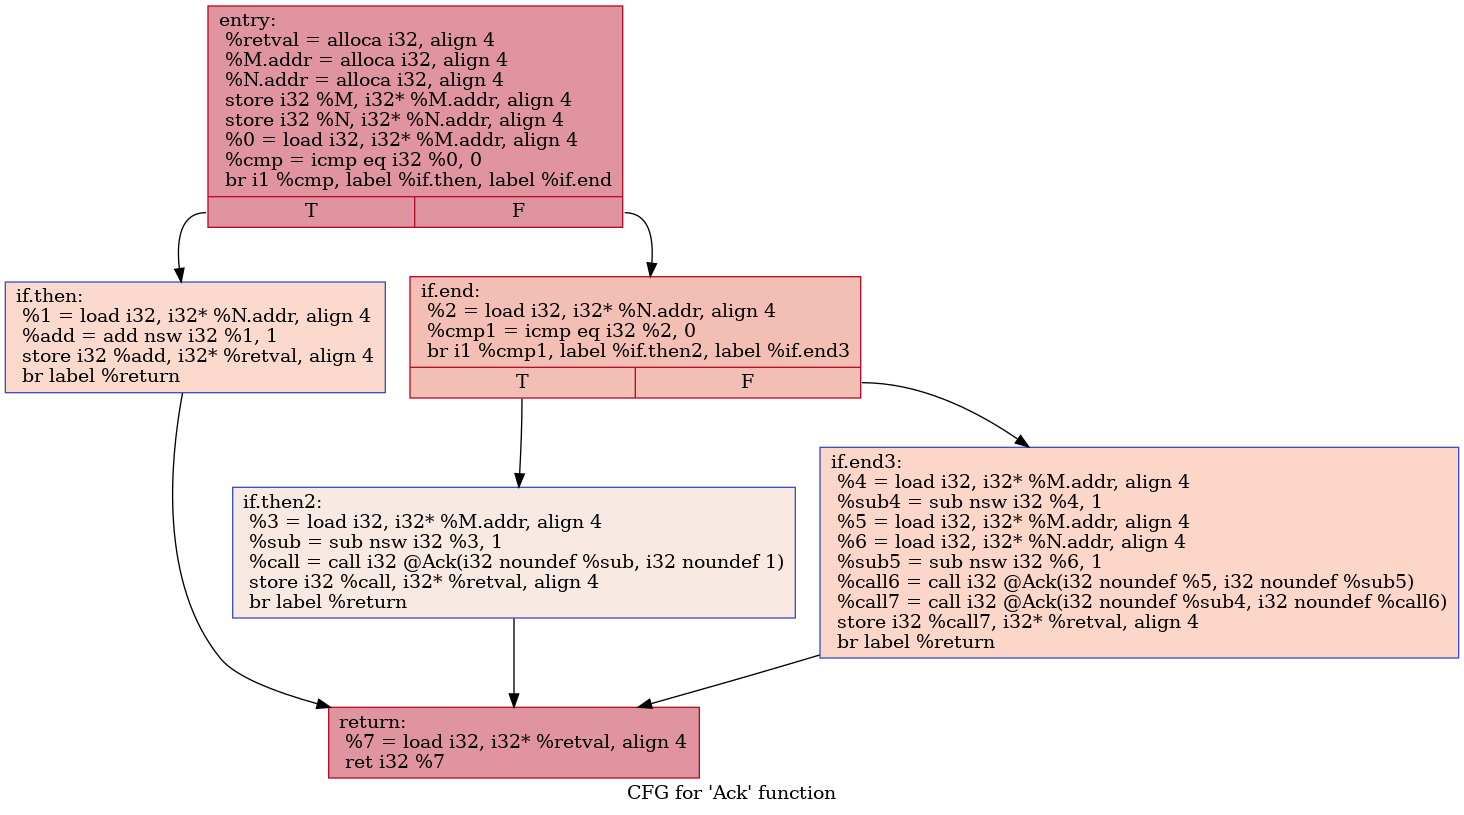 entry:
%retval = alloca i32, align 4
%M.addr = alloca i32, align 4
%N.addr = alloca i32, align 4
store i32 %M, i32* %M.addr, align 4
store i32 %N, i32* %N.addr, align 4
%0 = load i32, i32* %M.addr, align 4
%cmp = icmp eq i32 %0, 0
br i1 %cmp, label %if.then, label %if.end
T F
if.then:
%1 = load i32, i32* %N.addr, align 4
%add = add nsw i32 %1, 1
store i32 %add, i32* %retval, align 4
br label %return
if.end:
%2 = load i32, i32* %N.addr, align 4
%cmp1 = icmp eq i32 %2, 0
br i1 %cmp1, label %if.then2, label %if.end3
T F
if.then2:
%3 = load i32, i32* %M.addr, align 4
%sub = sub nsw i32 %3, 1
%call = call i32 @Ack(i32 noundef %sub, i32 noundef 1)
store i32 %call, i32* %retval, align 4
br label %return
if.end3:
%4 = load i32, i32* %M.addr, align 4
%sub4 = sub nsw i32 %4, 1
%5 = load i32, i32* %M.addr, align 4
%6 = load i32, i32* %N.addr, align 4
%sub5 = sub nsw i32 %6, 1
%call6 = call i32 @Ack(i32 noundef %5, i32 noundef %sub5)
%call7 = call i32 @Ack(i32 noundef %sub4, i32 noundef %call6)
store i32 %call7, i32* %retval, align 4
br label %return
return:
%7 = load i32, i32* %retval, align 4
ret i32 %7
CFG for 'Ack' function